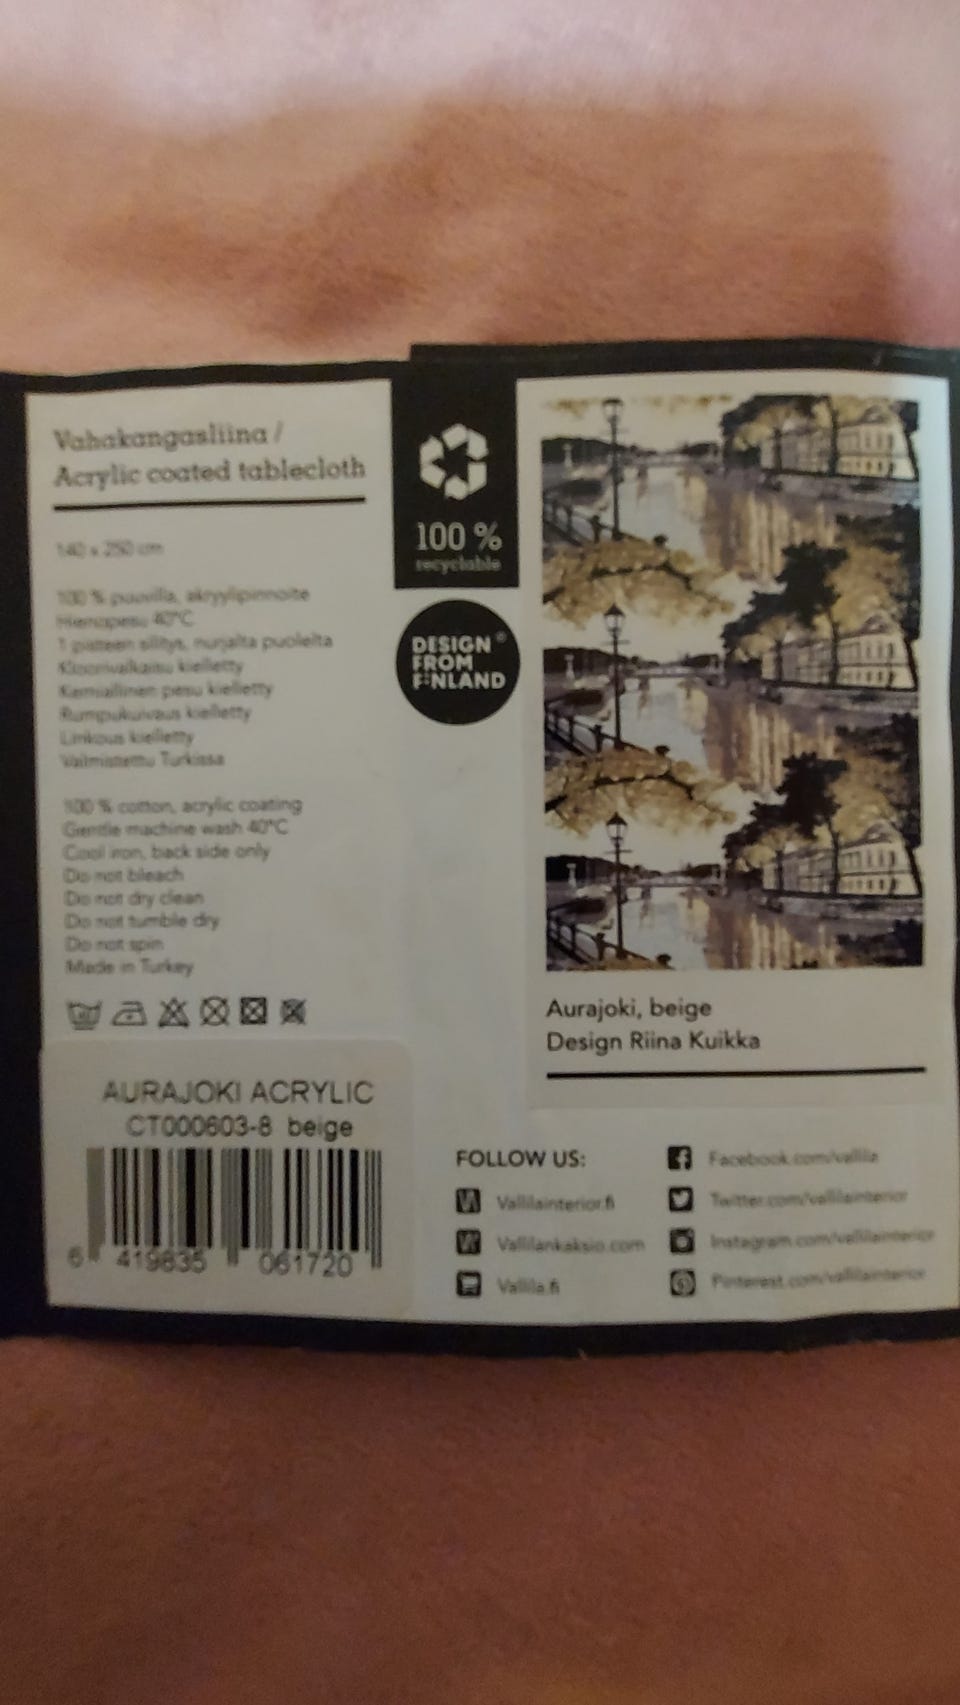 Vahakangasliina /
Acrylic coated tablecloth
140 x 250 cm
100 % puuvilla, akryylipinnoite
Hienopesu 40°C
1 pisteen silitys, nurjalta puolelta
Kloorivalkaisu kielletty
Kemiallinen pesu kielletty
Rumpukuivaus kielletty
Linkous kielletty
Valmistettu Turkissa
100 % cotton, acrylic coating
Gentle machine wash 40°C
Cool iron, back side only
Do not bleach
Do not dry clean
Do not tumble dry
Do not spin
Made in Turkey
AURAJOKI ACRYLIC
CT000603-8 beige
6 419835 061720
100 %
recyclable
DESIGN ®
FROM
FINLAND
Aurajoki, beige
Design Riina Kuikka
FOLLOW US:
Vallilainterior.fi
Vallilankaksio.com
Vallila.fi
Facebook.com/vallila
Twitter.com/vallilainterior
Instagram.com/vallilainterior
Pinterest.com/vallilainterior